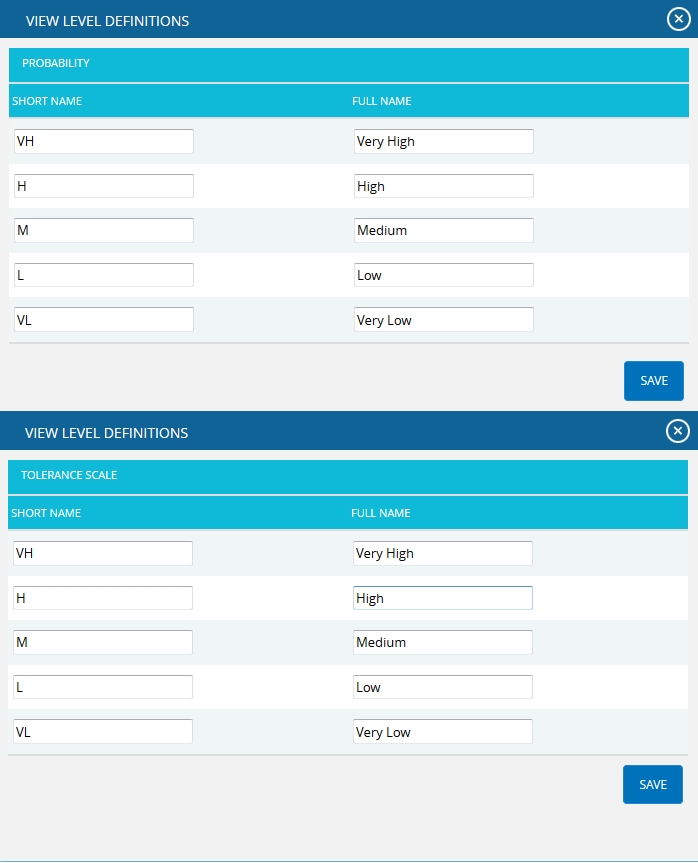 VIEW LEVEL DEFINITIONS
PROBABILITY
SHORT NAME FULL NAME
VH Very High
H High
M Medium
L Low
VL Very Low
SAVE
VIEW LEVEL DEFINITIONS
TOLERANCE SCALE
SHORT NAME FULL NAME
VH Very High
H High
M Medium
L Low
VL Very Low
SAVE